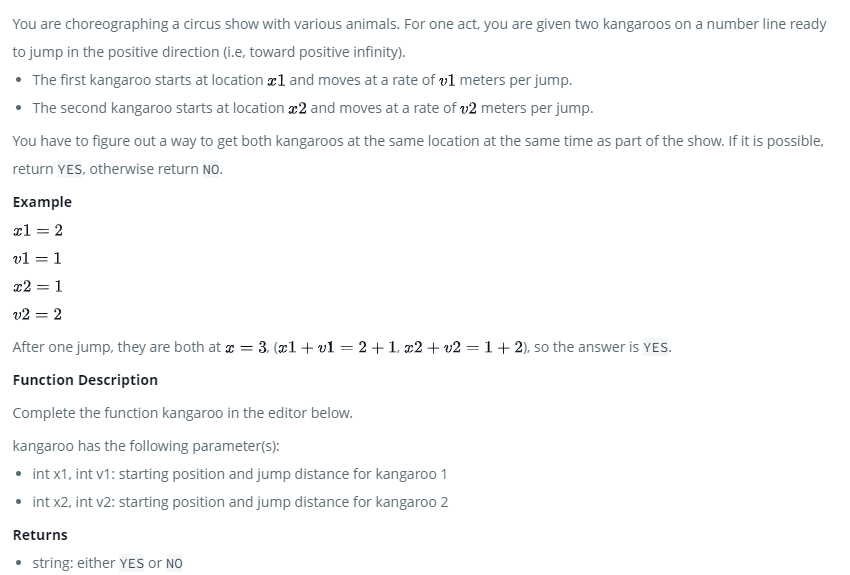 You are choreographing a circus show with various animals. For one act, you are given two kangaroos on a number line ready
to jump in the positive direction (i.e, toward positive infinity).
• The first kangaroo starts at location x1 and moves at a rate of v1 meters per jump.
• The second kangaroo starts at location x2 and moves at a rate of v2 meters per jump.
You have to figure out a way to get both kangaroos at the same location at the same time as part of the show. If it is possible,
return YES, otherwise return NO.
Example
x1 = 2
v1 = 1
x2 = 1
v2 = 2
After one jump, they are both at x = 3, (x1 + v1 = 2 + 1, x2 + v2 = 1 + 2), so the answer is YES.
Function Description
Complete the function kangaroo in the editor below.
kangaroo has the following parameter(s):
• int x1, int v1: starting position and jump distance for kangaroo 1
• int x2, int v2: starting position and jump distance for kangaroo 2
Returns
• string: either YES or NO